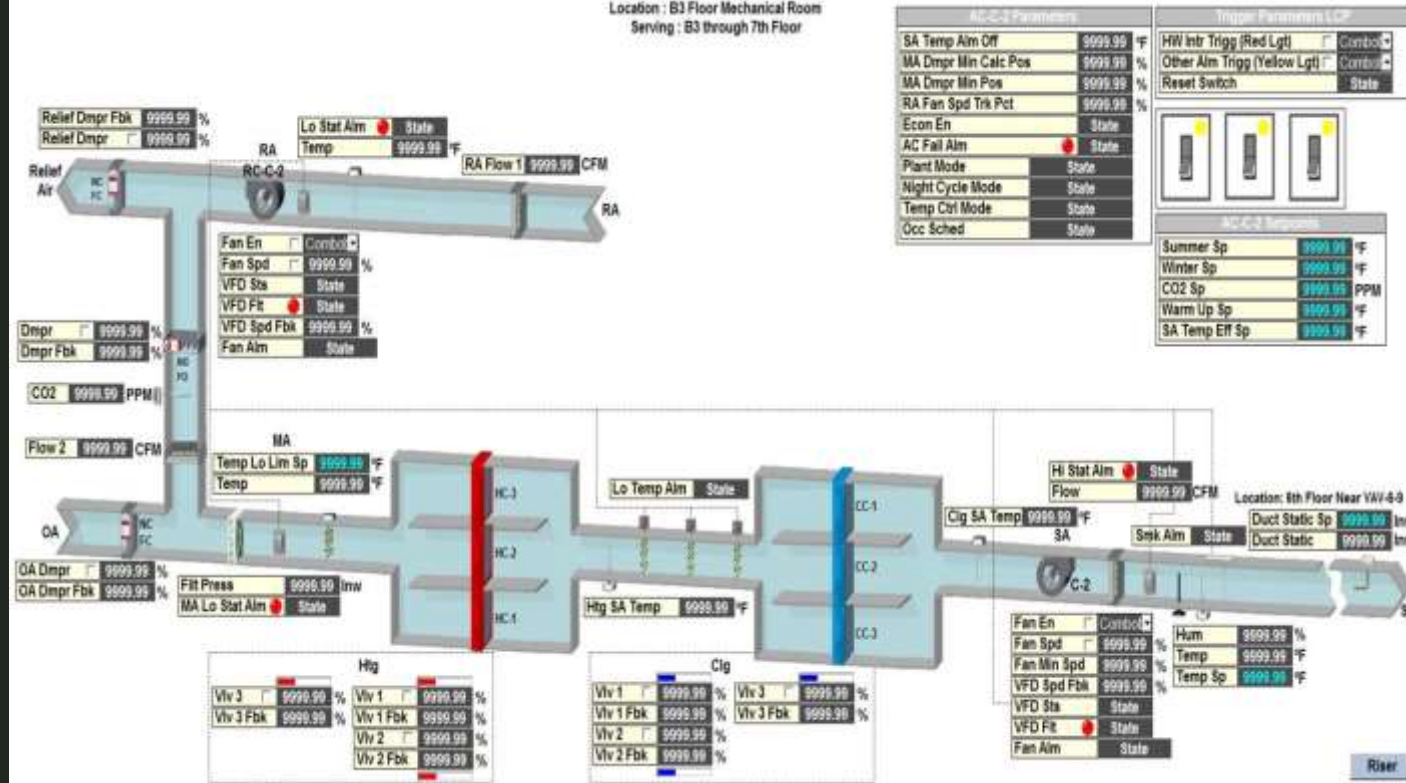 Location : B3 Floor Mechanical Room
Serving : B3 through 7th Floor
AC-C-2 Parameters
SA Temp Alm Off 9999.99 °F
MA Dmpr Min Calc Pos 9999.99 %
MA Dmpr Min Pos 9999.99 %
RA Fan Spd Trk Pct 9999.99 %
Econ En State
AC Fail Alm State
Plant Mode State
Night Cycle Mode State
Temp Ctrl Mode State
Occ Sched State
Trigger Parameters LCP
HW Intr Trigg (Red Lgt) Combo
Other Alm Trigg (Yellow Lgt) Combo
Reset Switch State
AC-C-2 Setpoints
Summer Sp 9999.99 °F
Winter Sp 9999.99 °F
CO2 Sp 9999.99 PPM
Warm Up Sp 9999.99 °F
SA Temp Eff Sp 9999.99 °F
Relief Dmpr Fbk 9999.99 %
Relief Dmpr 9999.99 %
Relief Air
NC
FC
RA
RC-C-2
Lo Stat Alm State
Temp 9999.99 °F
RA Flow 1 9999.99 CFM
RA
Fan En Combo
Fan Spd 9999.99 %
VFD Sts State
VFD Flt State
VFD Spd Fbk 9999.99 %
Fan Alm State
Dmpr 9999.99 %
Dmpr Fbk 9999.99 %
NO
FO
CO2 9999.99 PPM
Flow 2 9999.99 CFM
MA
Temp Lo Lim Sp 9999.99 °F
Temp 9999.99 °F
OA
NC
FC
OA Dmpr 9999.99 %
OA Dmpr Fbk 9999.99 %
Filt Press 9999.99 Inw
MA Lo Stat Alm State
HC-3
HC-2
HC-1
Lo Temp Alm State
Htg SA Temp 9999.99 °F
CC-1
CC-2
CC-3
Clg SA Temp 9999.99 °F
SA
C-2
Hi Stat Alm State
Flow 9999.99 CFM
Smk Alm State
Location: 6th Floor Near VAV-6-9
Duct Static Sp 9999.99
Duct Static 9999.99
Fan En Combo
Fan Spd 9999.99 %
Fan Min Spd 9999.99 %
VFD Spd Fbk 9999.99 %
VFD Sts State
VFD Flt State
Fan Alm State
Hum 9999.99 %
Temp 9999.99 °F
Temp Sp 9999.99 °F
Htg
Vlv 3 9999.99 %
Vlv 3 Fbk 9999.99 %
Vlv 1 9999.99 %
Vlv 1 Fbk 9999.99 %
Vlv 2 9999.99 %
Vlv 2 Fbk 9999.99 %
Clg
Vlv 1 9999.99 %
Vlv 1 Fbk 9999.99 %
Vlv 2 9999.99 %
Vlv 2 Fbk 9999.99 %
Vlv 3 9999.99 %
Vlv 3 Fbk 9999.99 %
Riser